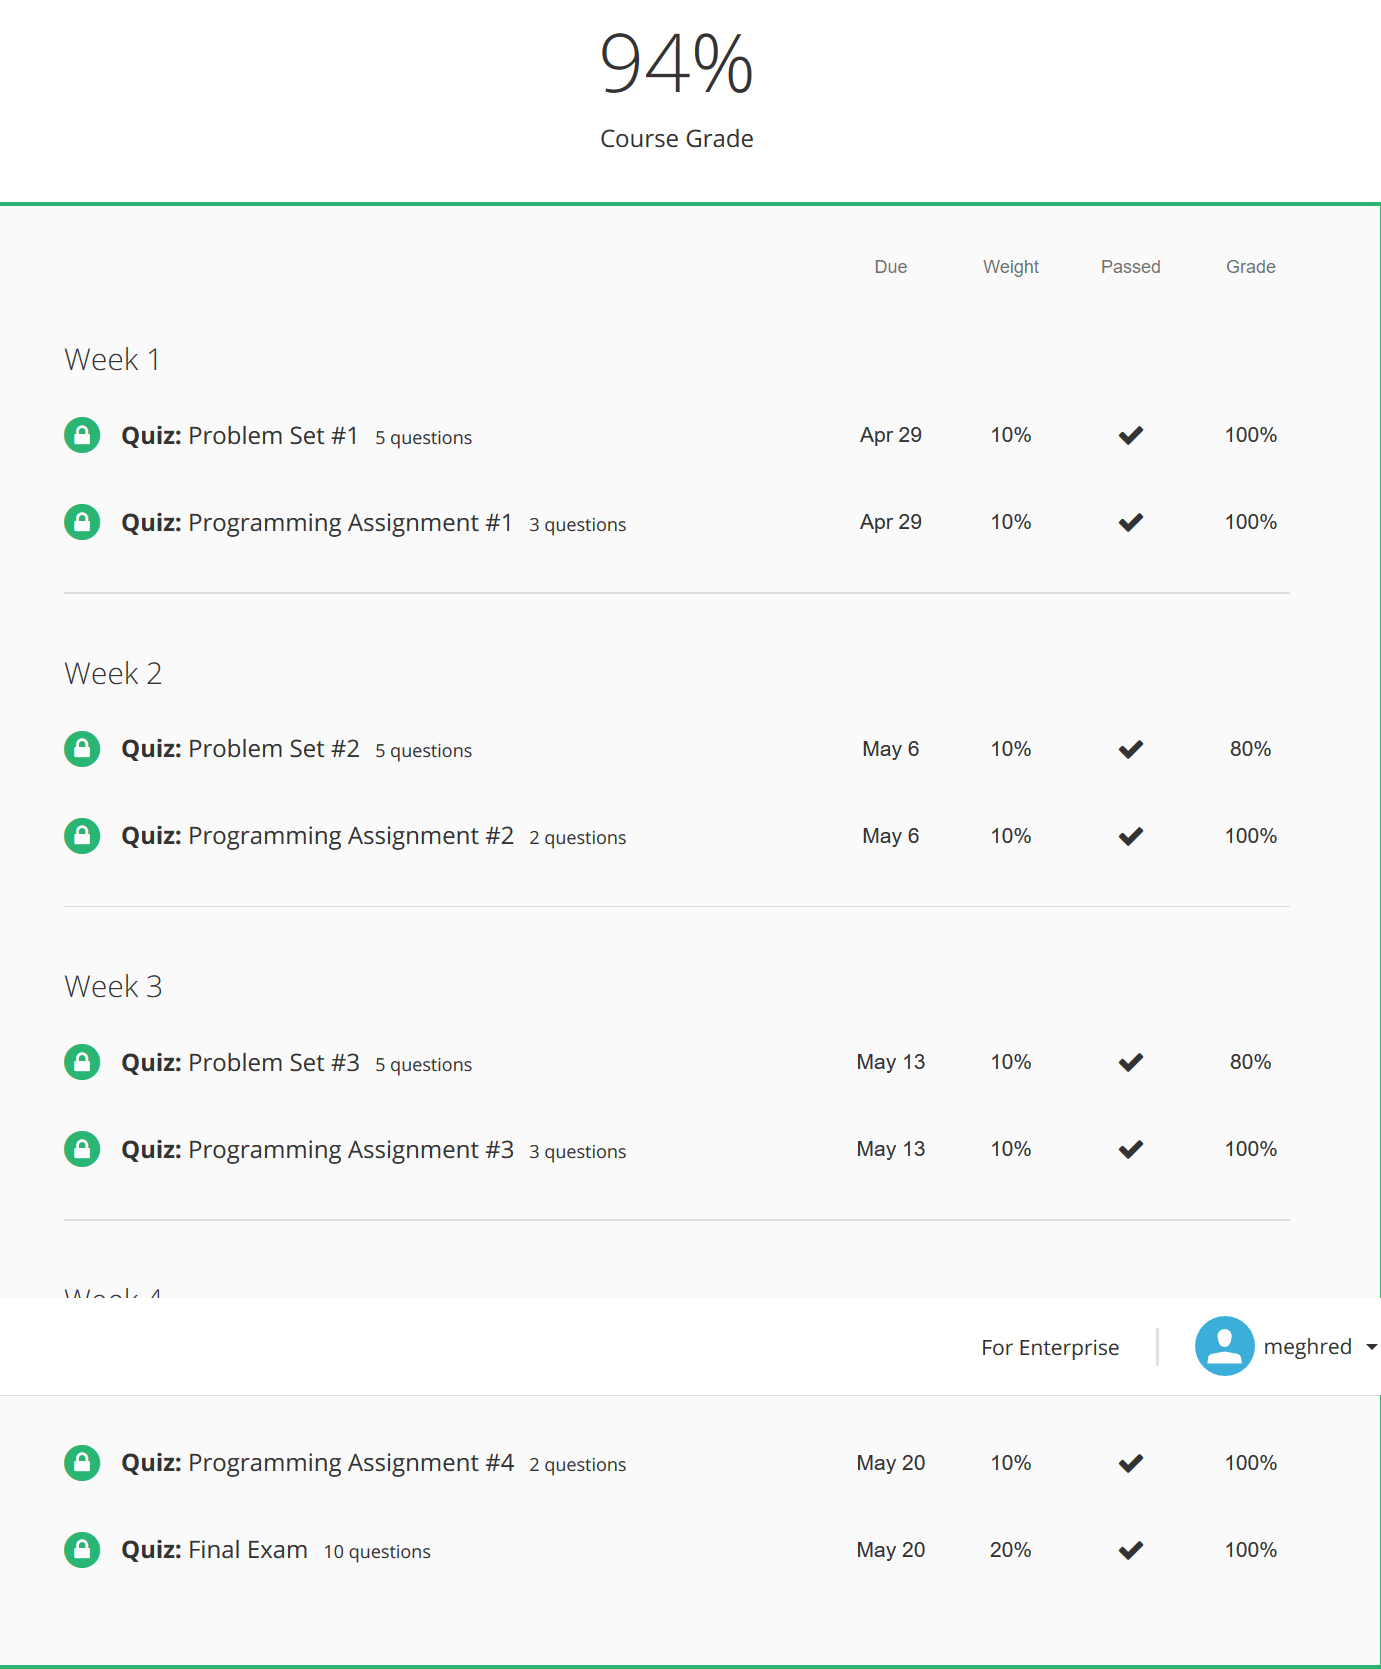 94%
Course Grade
Due Weight Passed Grade
Week 1
Quiz: Problem Set #1 5 questions Apr 29 10% 100%
Quiz: Programming Assignment #1 3 questions Apr 29 10% 100%
Week 2
Quiz: Problem Set #2 5 questions May 6 10% 80%
Quiz: Programming Assignment #2 2 questions May 6 10% 100%
Week 3
Quiz: Problem Set #3 5 questions May 13 10% 80%
Quiz: Programming Assignment #3 3 questions May 13 10% 100%
Week 4
For Enterprise meghred
Quiz: Programming Assignment #4 2 questions May 20 10% 100%
Quiz: Final Exam 10 questions May 20 20% 100%